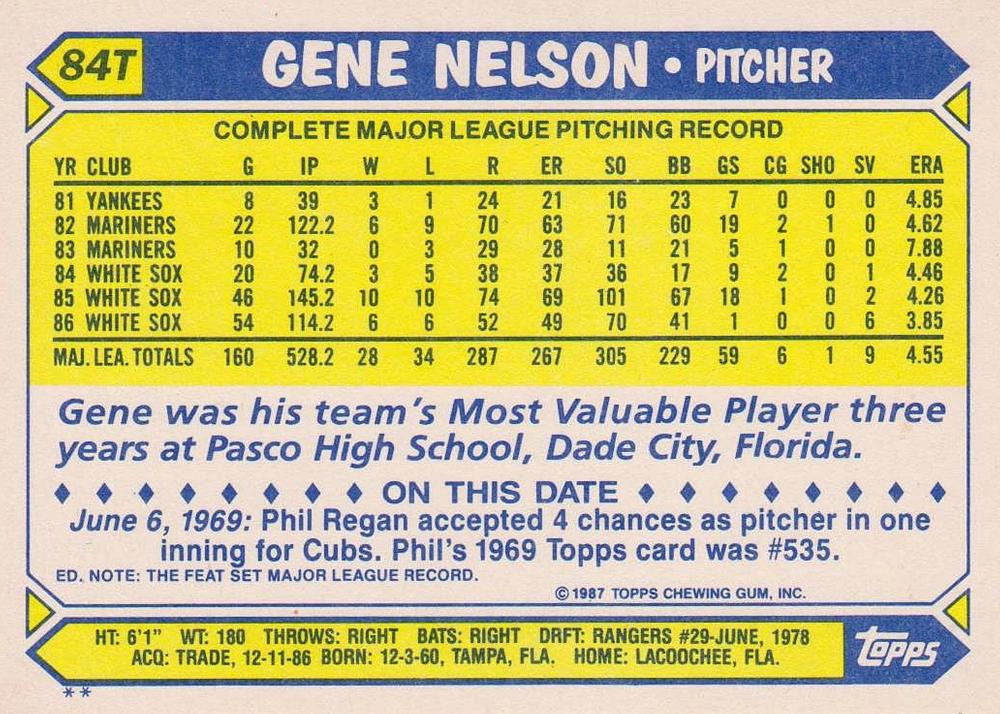 84T GENE NELSON • PITCHER
COMPLETE MAJOR LEAGUE PITCHING RECORD
YR CLUB G IP W L R ER SO BB GS CG SHO SV ERA
81 YANKEES 8 39 3 1 24 21 16 23 7 0 0 0 4.85
82 MARINERS 22 122.2 6 9 70 63 71 60 19 2 1 0 4.62
83 MARINERS 10 32 0 3 29 28 11 21 5 1 0 0 7.88
84 WHITE SOX 20 74.2 3 5 38 37 36 17 9 2 0 1 4.46
85 WHITE SOX 46 145.2 10 10 74 69 101 67 18 1 0 2 4.26
86 WHITE SOX 54 114.2 6 6 52 49 70 41 1 0 0 6 3.85
MAJ. LEA. TOTALS 160 528.2 28 34 287 267 305 229 59 6 1 9 4.55
Gene was his team's Most Valuable Player three
years at Pasco High School, Dade City, Florida.
ON THIS DATE
June 6, 1969: Phil Regan accepted 4 chances as pitcher in one
inning for Cubs. Phil's 1969 Topps card was #535.
ED. NOTE: THE FEAT SET MAJOR LEAGUE RECORD.
© 1987 TOPPS CHEWING GUM, INC.
HT: 6'1" WT: 180 THROWS: RIGHT BATS: RIGHT DRFT: RANGERS #29-JUNE, 1978
ACQ: TRADE, 12-11-86 BORN: 12-3-60, TAMPA, FLA. HOME: LACOOCHEE, FLA.
topps
**